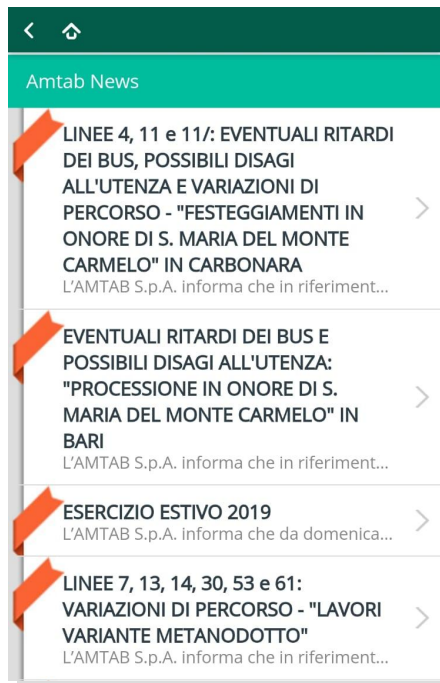 Amtab News
LINEE 4, 11 e 11/: EVENTUALI RITARDI
DEI BUS, POSSIBILI DISAGI
ALL'UTENZA E VARIAZIONI DI
PERCORSO - "FESTEGGIAMENTI IN
ONORE DI S. MARIA DEL MONTE
CARMELO" IN CARBONARA
L'AMTAB S.p.A. informa che in riferiment...
EVENTUALI RITARDI DEI BUS E
POSSIBILI DISAGI ALL'UTENZA:
"PROCESSIONE IN ONORE DI S.
MARIA DEL MONTE CARMELO" IN
BARI
L'AMTAB S.p.A. informa che in riferiment...
ESERCIZIO ESTIVO 2019
L'AMTAB S.p.A. informa che da domenica...
LINEE 7, 13, 14, 30, 53 e 61:
VARIAZIONI DI PERCORSO - "LAVORI
VARIANTE METANODOTTO"
L'AMTAB S.p.A. informa che in riferiment...